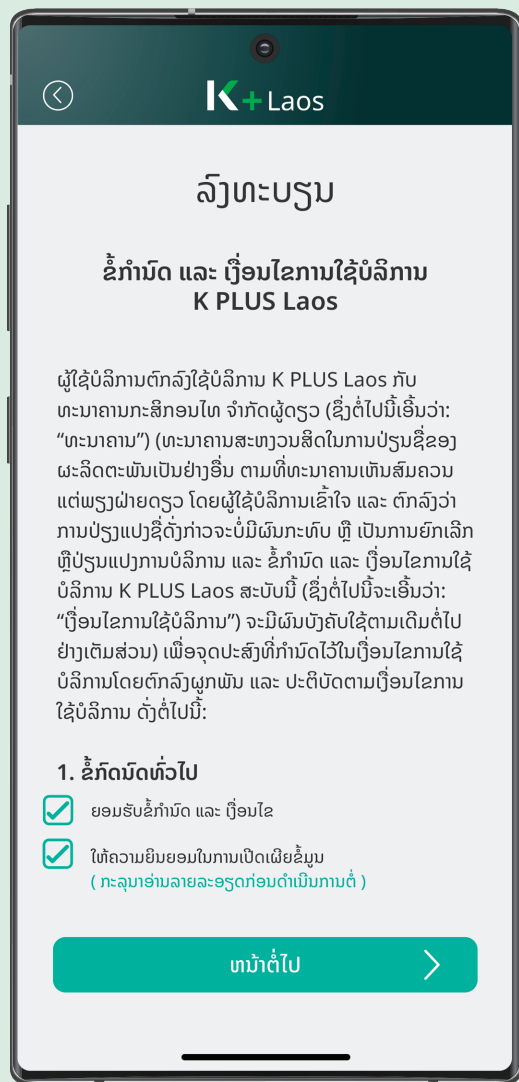 K+ Laos
ລົງທະບຽນ
ຂໍ້ກຳນົດ ແລະ ເງື່ອນໄຂການໃຊ້ບໍລິການ
K PLUS Laos
ຜູ້ໃຊ້ບໍລິການຕົກລົງໃຊ້ບໍລິການ K PLUS Laos ກັບ
ທະນາຄານກະສິກອນໄທ ຈຳກັດຜູ້ດຽວ (ຊຶ່ງຕໍ່ໄປນີ້ເອີ້ນວ່າ:
“ທະນາຄານ”) (ທະນາຄານສະຫງວນສິດໃນການປ່ຽນຊື່ຂອງ
ຜະລິດຕະພັນເປັນຢ່າງອື່ນ ຕາມທີ່ທະນາຄານເຫັນສົມຄວນ
ແຕ່ພຽງຝ່າຍດຽວ ໂດຍຜູ້ໃຊ້ບໍລິການເຂົ້າໃຈ ແລະ ຕົກລົງວ່າ
ການປ່ຽງແປງຊື່ດັ່ງກ່າວຈະບໍ່ມີຜົນກະທົບ ຫຼື ເປັນການຍົກເລີກ
ຫຼືປ່ຽນແປງການບໍລິການ ແລະ ຂໍ້ກຳນົດ ແລະ ເງື່ອນໄຂການໃຊ້
ບໍລິການ K PLUS Laos ສະບັບນີ້ (ຊຶ່ງຕໍ່ໄປນີ້ຈະເອີ້ນວ່າ:
“ເງື່ອນໄຂການໃຊ້ບໍລິການ”) ຈະມີຜົນບັງຄັບໃຊ້ຕາມເດີມຕໍ່ໄປ
ຢ່າງເຕັມສ່ວນ) ເພື່ອຈຸດປະສົງທີ່ກຳນົດໄວ້ໃນເງື່ອນໄຂການໃຊ້
ບໍລິການໂດຍຕົກລົງຜູກພັນ ແລະ ປະຕິບັດຕາມເງື່ອນໄຂການ
ໃຊ້ບໍລິການ ດັ່ງຕໍ່ໄປນີ້:
1. ຂໍ້ກົດນົດທົ່ວໄປ
ຍອມຮັບຂໍ້ກຳນົດ ແລະ ເງື່ອນໄຂ
ໃຫ້ຄວາມຍິນຍອມໃນການເປີດເຜີຍຂໍ້ມູນ
( ກະລຸນາອ່ານລາຍລະອຽດກ່ອນດຳເນີນການຕໍ່ )
ຫນ້າຕໍ່ໄປ